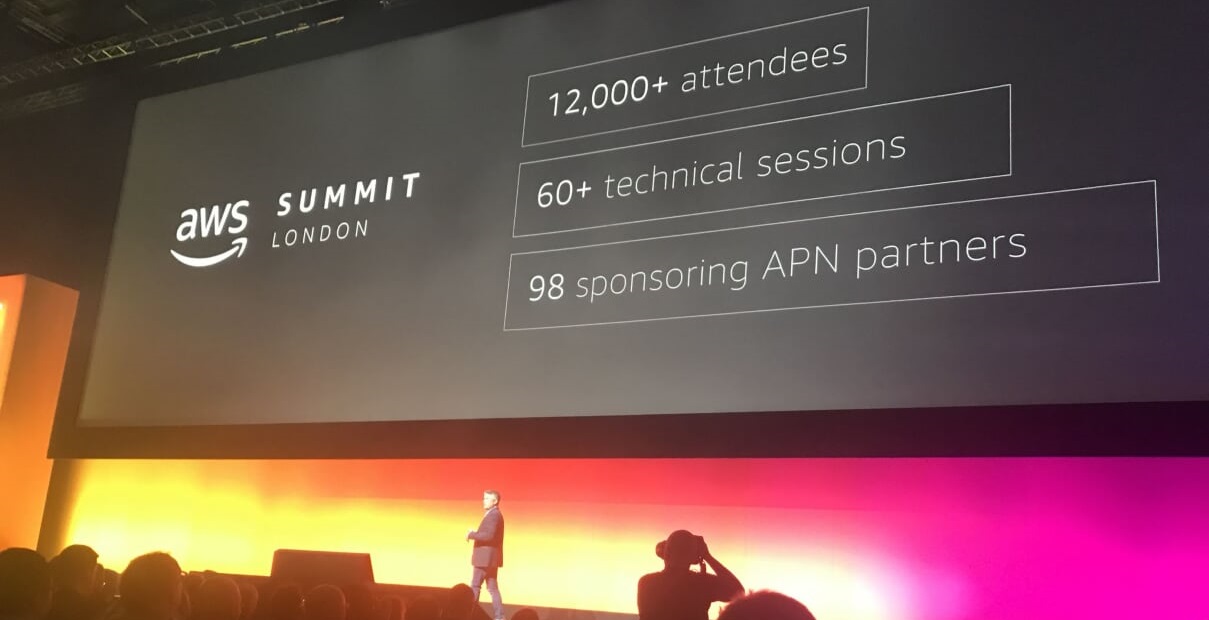 aws SUMMIT
LONDON
12,000+ attendees
60+ technical sessions
98 sponsoring APN partners